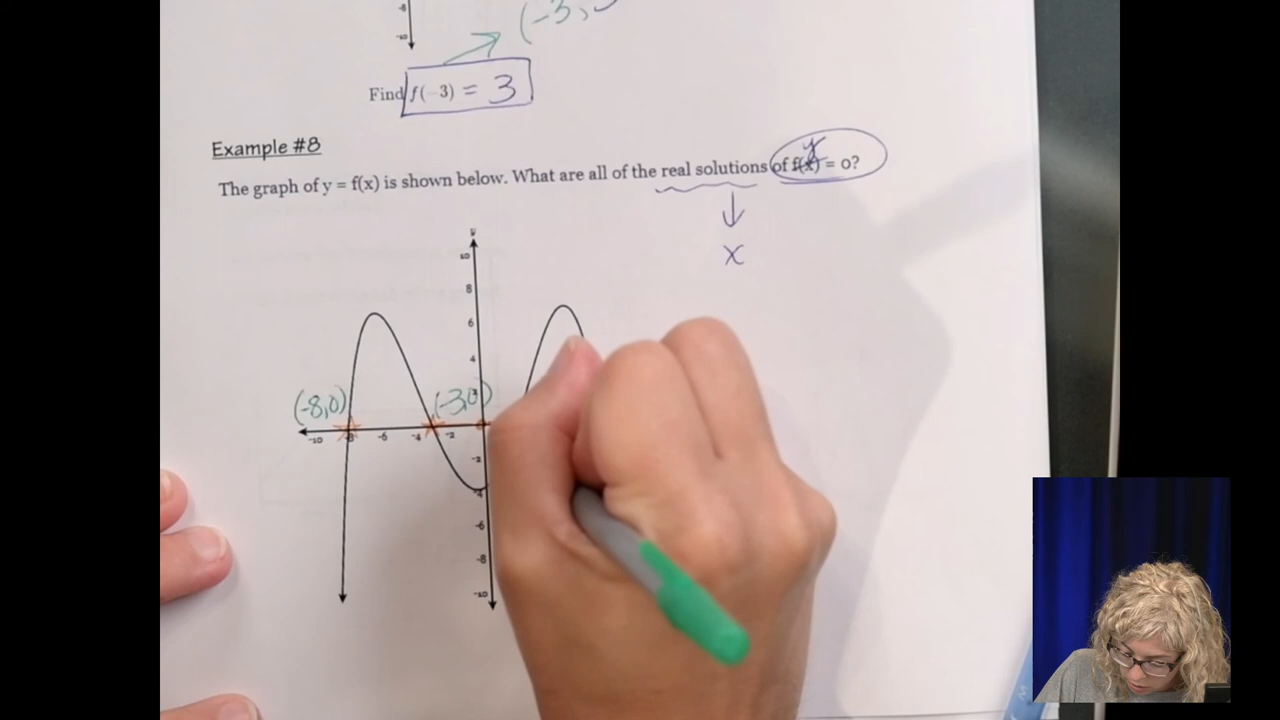 -8
-10
(-3,
Find f(-3) = 3
Example #8
The graph of y = f(x) is shown below. What are all of the real solutions of f(x) = 0?
y
x
y
10
8
6
4
(-8,0)
(-3,0)
-10 -8 -6 -4 -2
-2
-4
-6
-8
-10